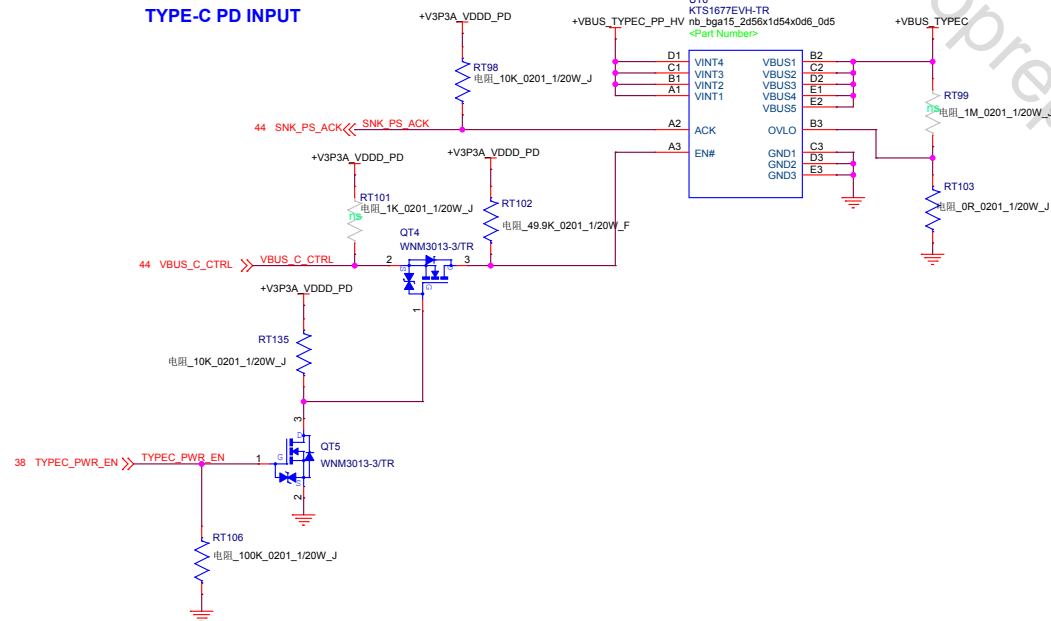 TYPE-C PD INPUT
+V3P3A_VDDD_PD
RT98
电阻_10K_0201_1/20W_J
44 SNK_PS_ACK
SNK_PS_ACK
+VBUS_TYPEC_PP_HV
KTS1677EVH-TR
nb_bga15_2d56x1d54x0d6_0d5
<Part Number>
+VBUS_TYPEC
D1 VINT4
C1 VINT3
B1 VINT2
A1 VINT1
A2 ACK
A3 EN#
VBUS1 B2
VBUS2 C2
VBUS3 D2
VBUS4 E1
VBUS5 E2
OVLO B3
GND1 C3
GND2 D3
GND3 E3
RT99
ns
电阻_1M_0201_1/20W_J
RT103
电阻_0R_0201_1/20W_J
+V3P3A_VDDD_PD
RT101
电阻_1K_0201_1/20W_J
ns
+V3P3A_VDDD_PD
RT102
电阻_49.9K_0201_1/20W_F
QT4
WNM3013-3/TR
44 VBUS_C_CTRL
VBUS_C_CTRL
2
3
S
D
G
1
+V3P3A_VDDD_PD
RT135
电阻_10K_0201_1/20W_J
3
D
QT5
WNM3013-3/TR
38 TYPEC_PWR_EN
TYPEC_PWR_EN
1
G
S
2
RT106
电阻_100K_0201_1/20W_J